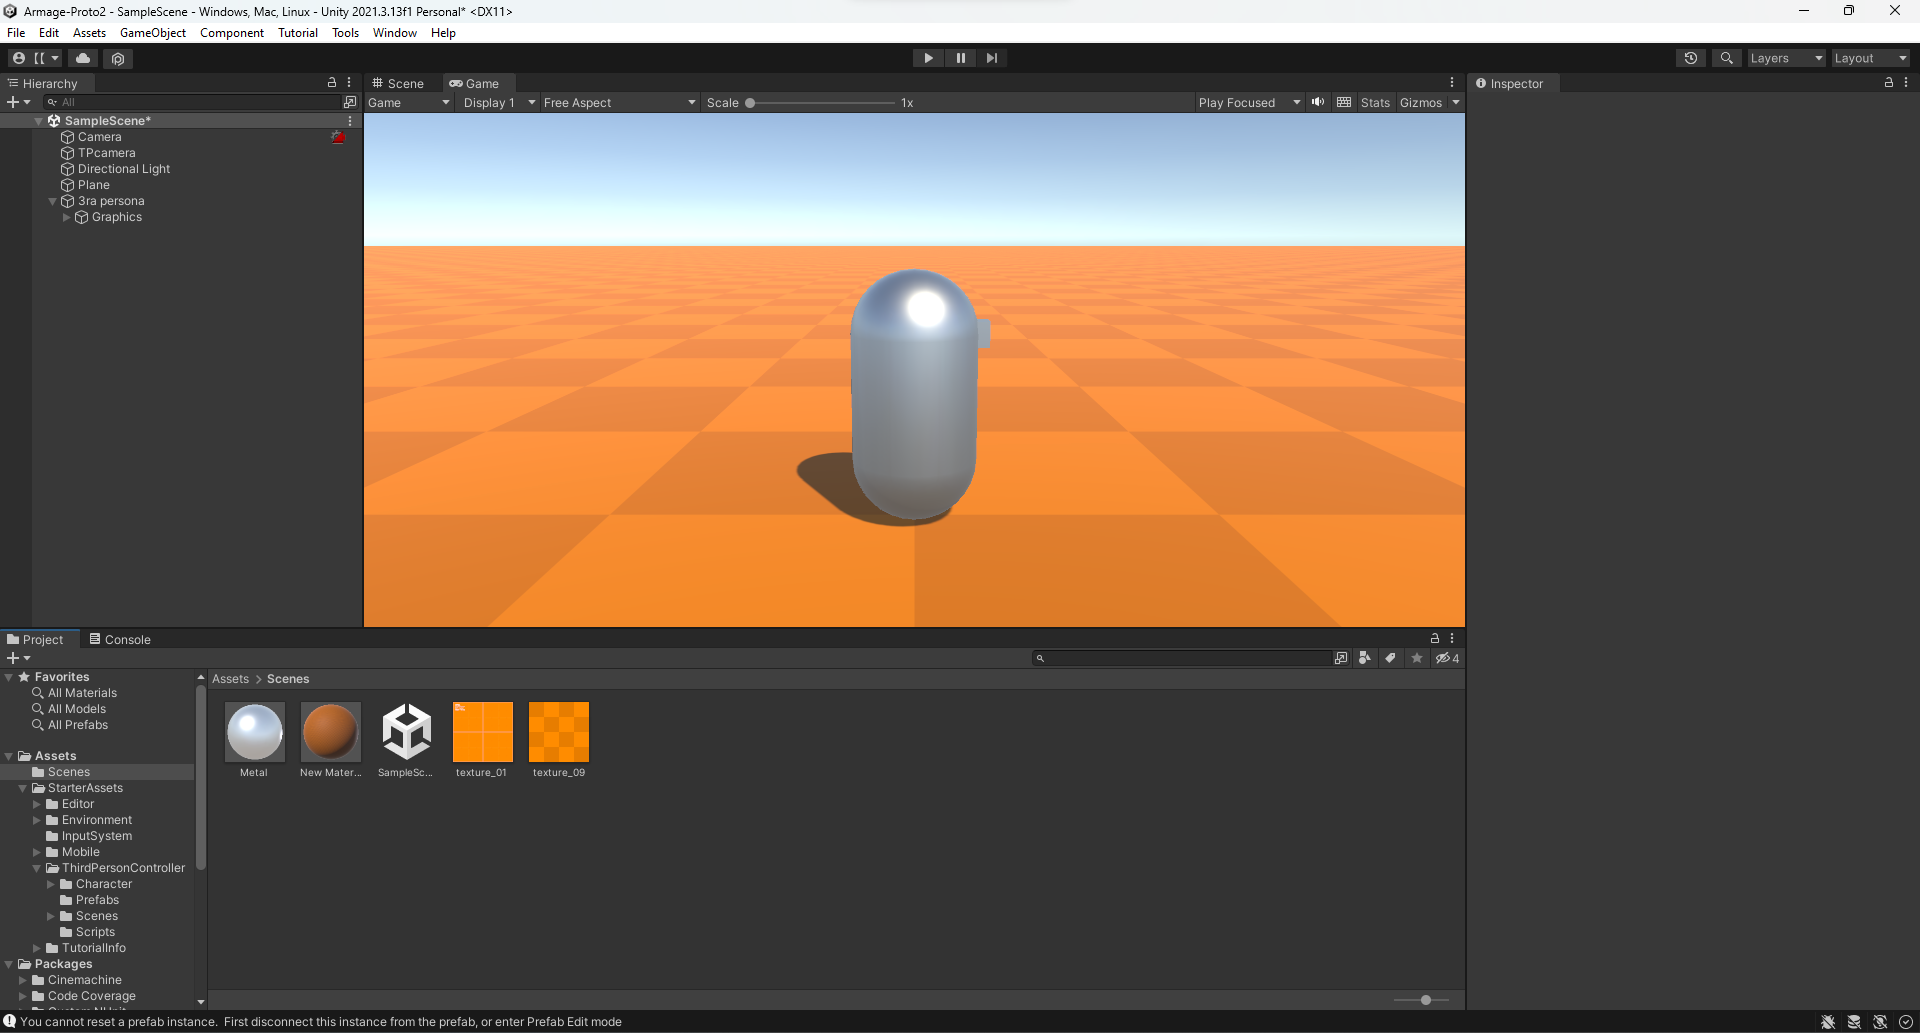 Armage-Proto2 - SampleScene - Windows, Mac, Linux - Unity 2021.3.13f1 Personal* <DX11>
File Edit Assets GameObject Component Tutorial Tools Window Help
Layers Layout
Hierarchy
All
SampleScene*
Camera
TPcamera
Directional Light
Plane
3ra persona
Graphics
Scene Game
Game Display 1 Free Aspect Scale 1x Play Focused Stats Gizmos
Inspector
Project Console
4
Favorites
All Materials
All Models
All Prefabs
Assets
Scenes
StarterAssets
Editor
Environment
InputSystem
Mobile
ThirdPersonController
Character
Prefabs
Scenes
Scripts
TutorialInfo
Packages
Cinemachine
Code Coverage
Assets > Scenes
Metal New Mater... SampleSc... texture_01 texture_09
You cannot reset a prefab instance. First disconnect this instance from the prefab, or enter Prefab Edit mode